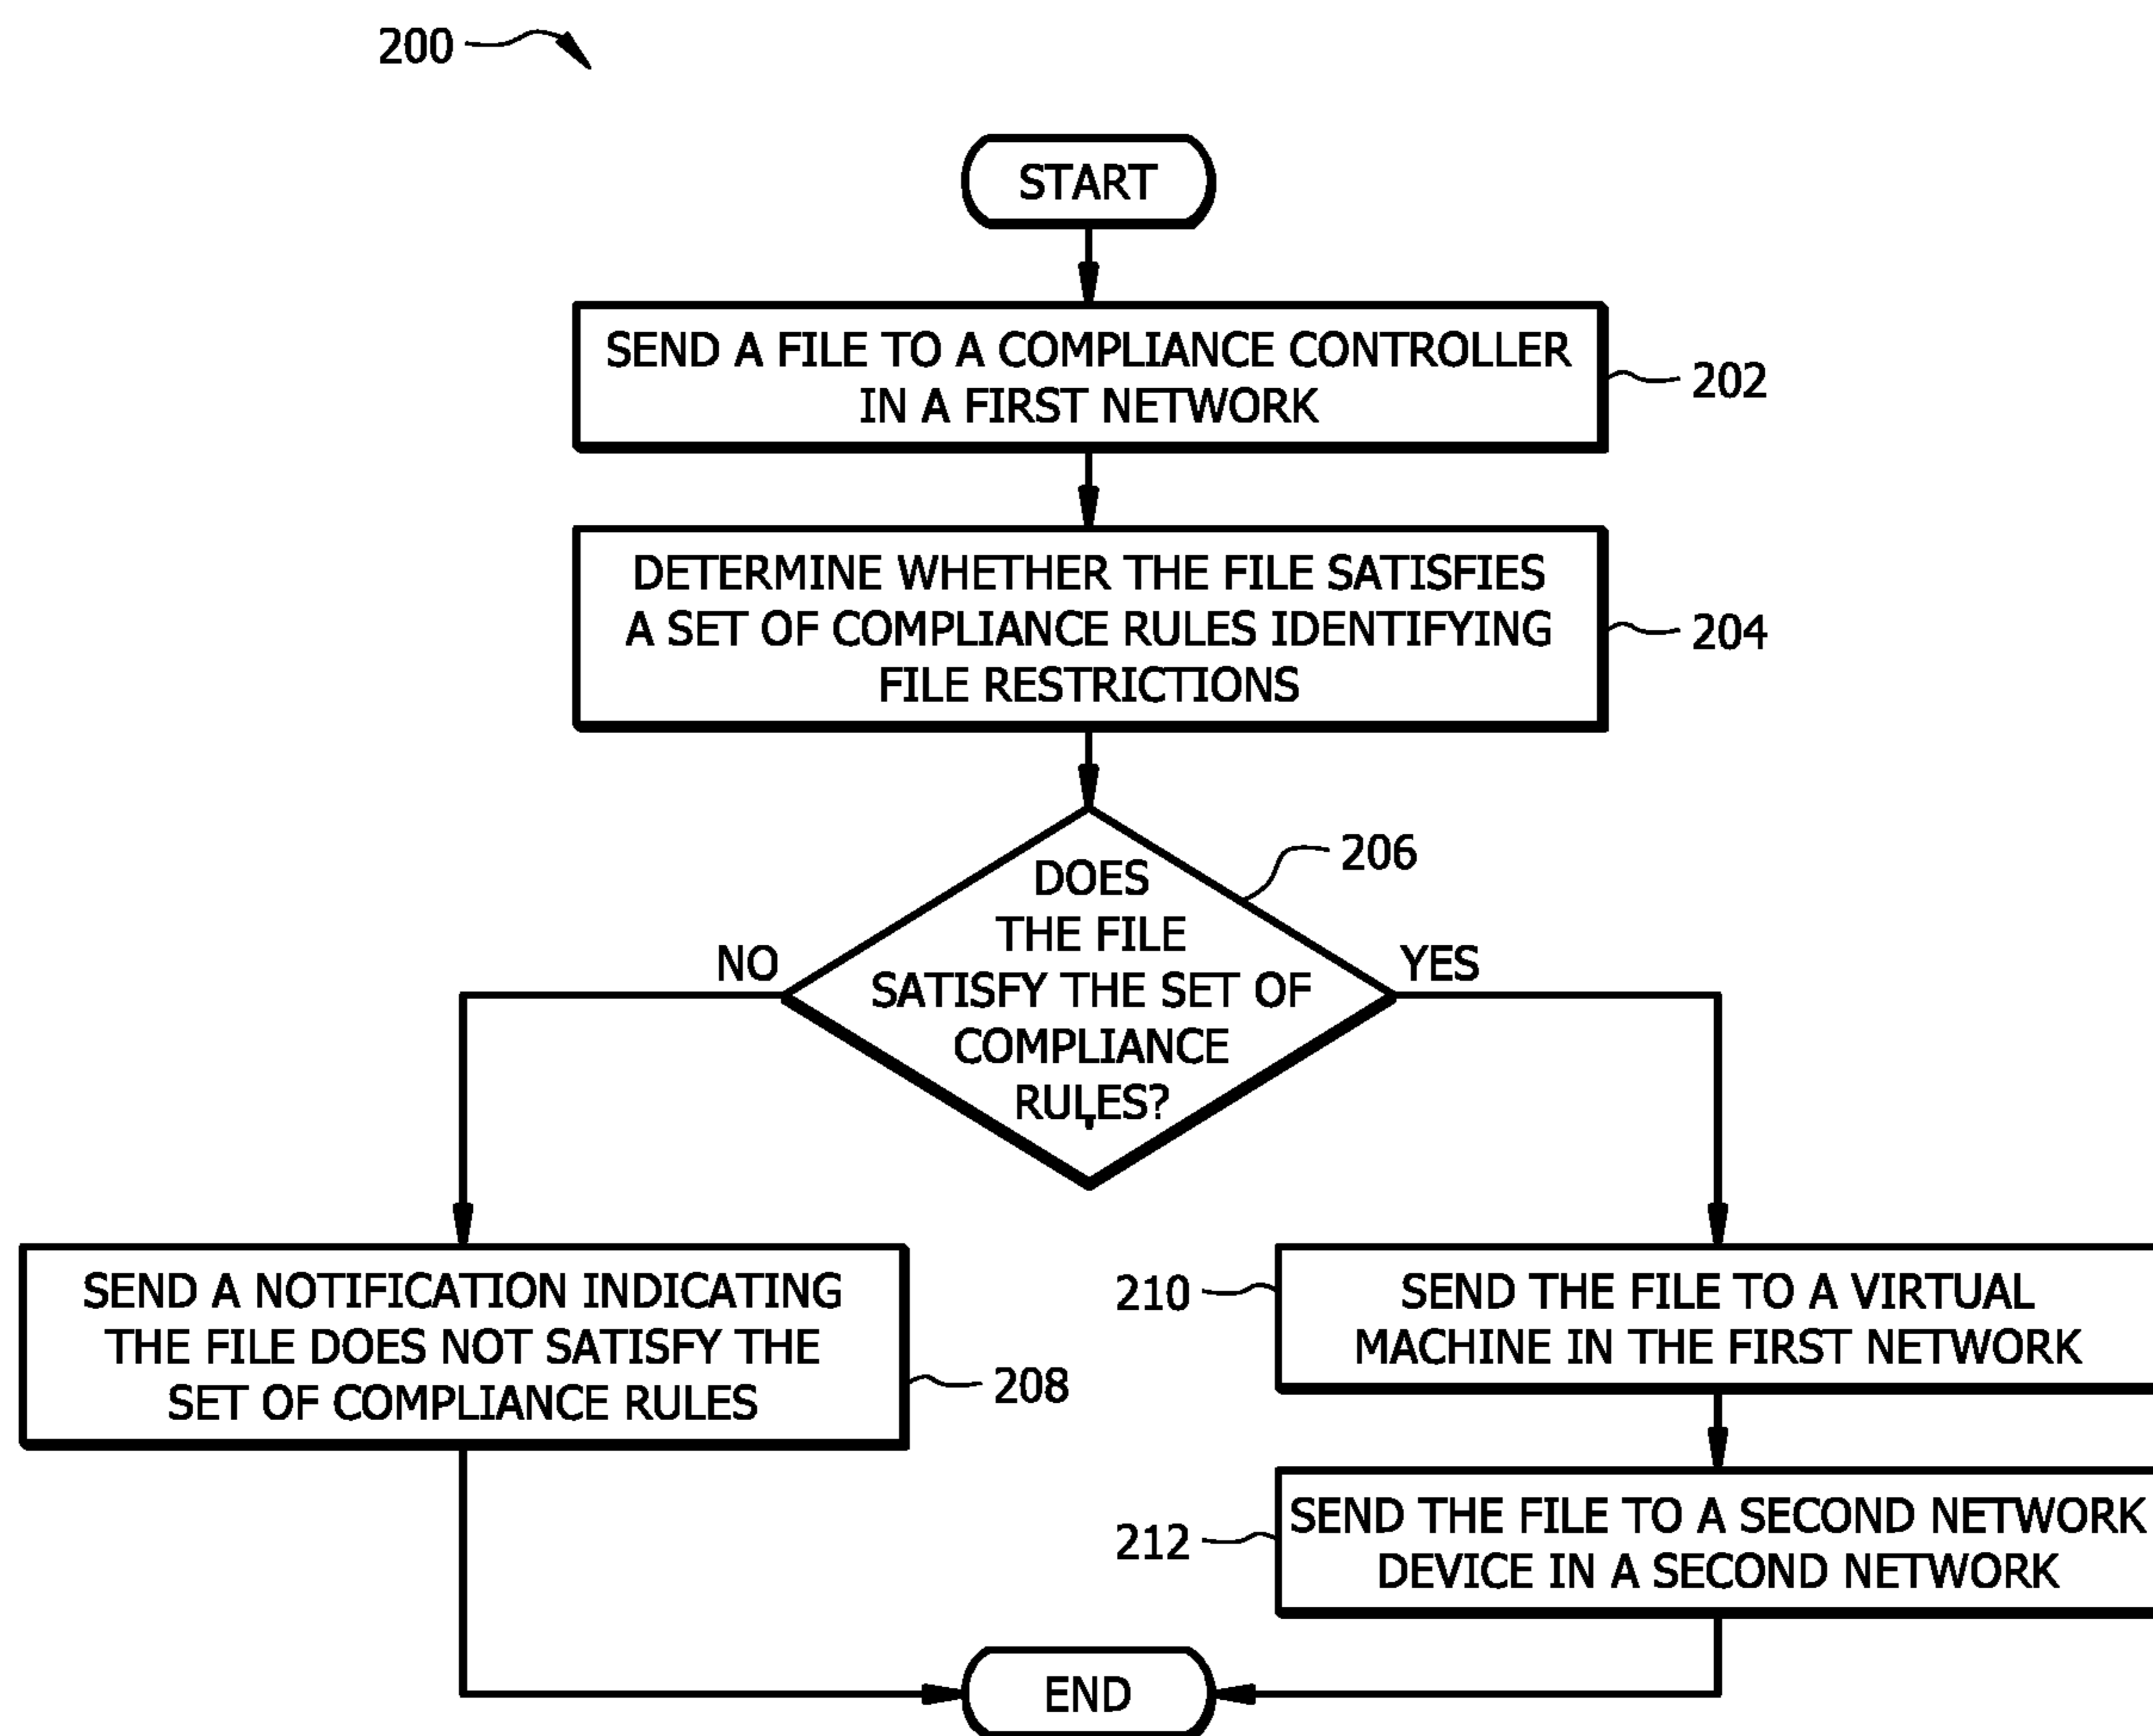 200
START
SEND A FILE TO A COMPLIANCE CONTROLLER
IN A FIRST NETWORK
202
DETERMINE WHETHER THE FILE SATISFIES
A SET OF COMPLIANCE RULES IDENTIFYING
FILE RESTRICTIONS
204
206
DOES
THE FILE
SATISFY THE SET OF
COMPLIANCE
RULES?
NO
YES
SEND A NOTIFICATION INDICATING
THE FILE DOES NOT SATISFY THE
SET OF COMPLIANCE RULES
208
210
SEND THE FILE TO A VIRTUAL
MACHINE IN THE FIRST NETWORK
212
SEND THE FILE TO A SECOND NETWORK
DEVICE IN A SECOND NETWORK
END